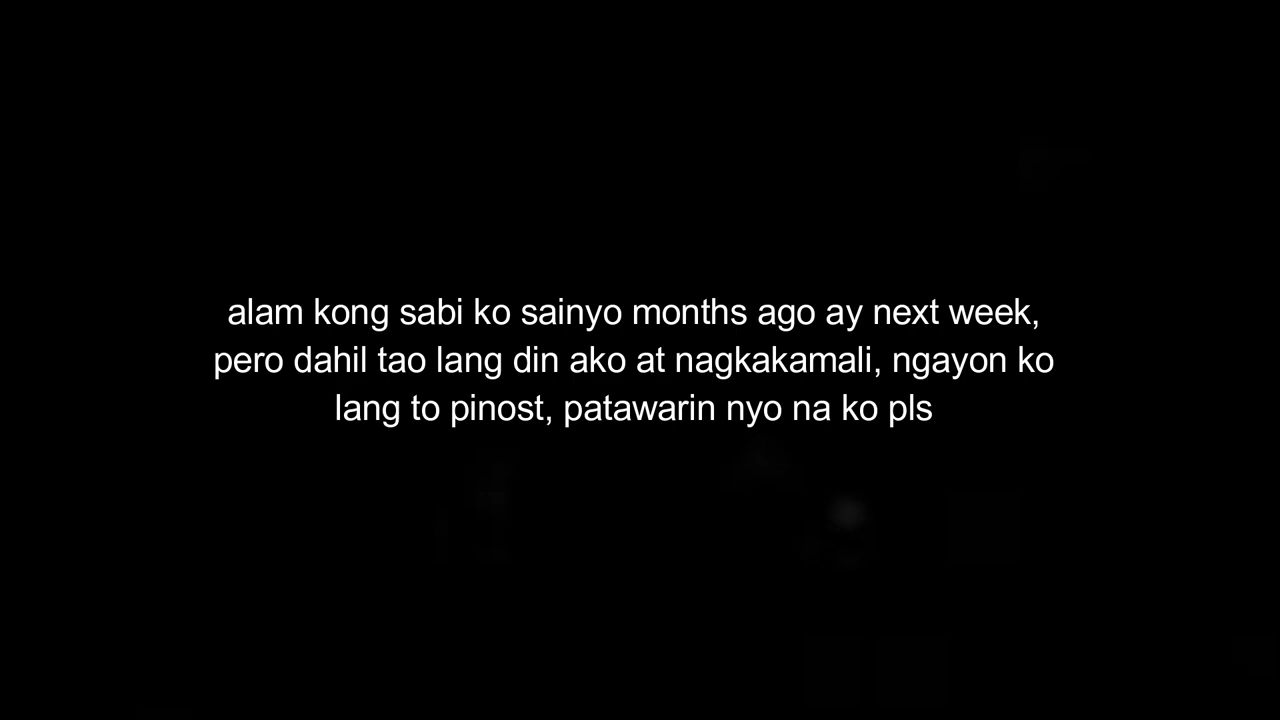 alam kong sabi ko sainyo months ago ay next week,
pero dahil tao lang din ako at nagkakamali, ngayon ko
lang to pinost, patawarin nyo na ko pls